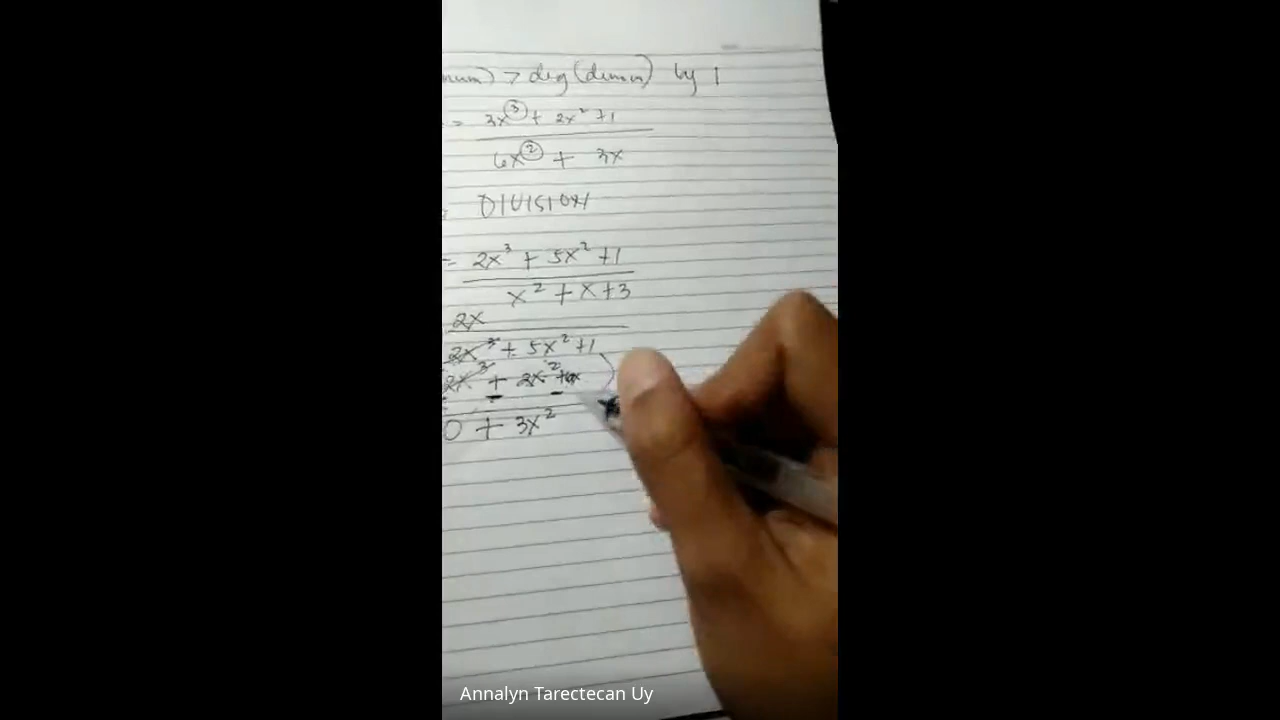 num) > deg (denom) by 1
= 3x³ + 2x² + 1
6x² + 3x
DIVISION
= 2x³ + 5x² + 1
x² + x + 3
2x
2x³ + 5x² + 1
2x³ + 2x² + 6x
0 + 3x²
Annalyn Tarectecan Uy